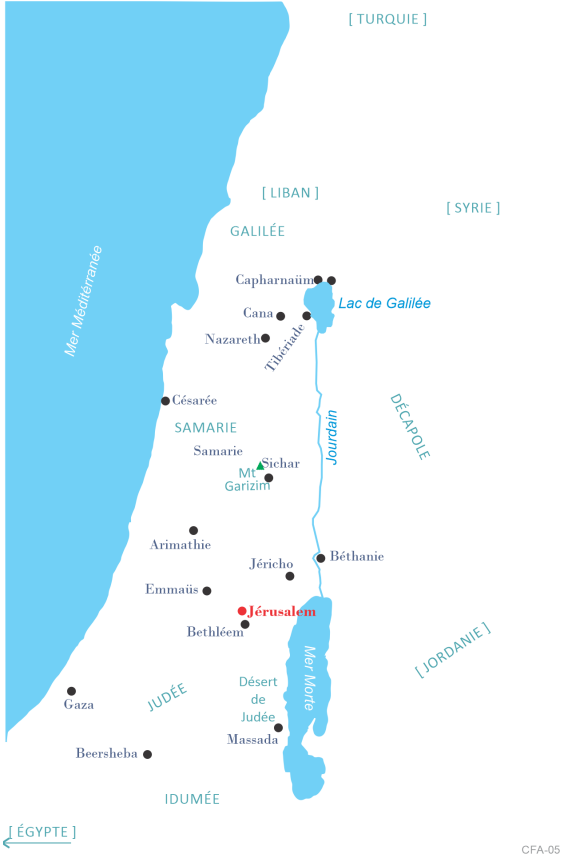 [ TURQUIE ]
[ LIBAN ]
[ SYRIE ]
GALILÉE
Mer Méditérranée
Capharnaüm
Lac de Galilée
Cana
Tibériade
Nazareth
Césarée
DÉCAPOLE
Jourdain
SAMARIE
Samarie
Sichar
Mt
Garizim
Arimathie
Béthanie
Jéricho
Emmaüs
Jérusalem
Bethléem
[ JORDANIE ]
Mer Morte
Désert
de
Judée
JUDÉE
Gaza
Massada
Beersheba
IDUMÉE
[ ÉGYPTE ]
CFA-05